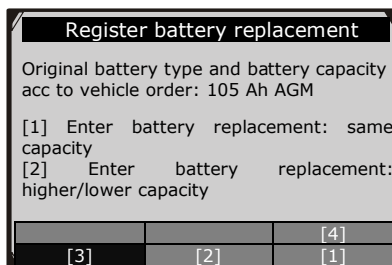 Register battery replacement
Original battery type and battery capacity
acc to vehicle order: 105 Ah AGM
[1] Enter battery replacement: same
capacity
[2] Enter battery replacement:
higher/lower capacity
[4]
[3] [2] [1]